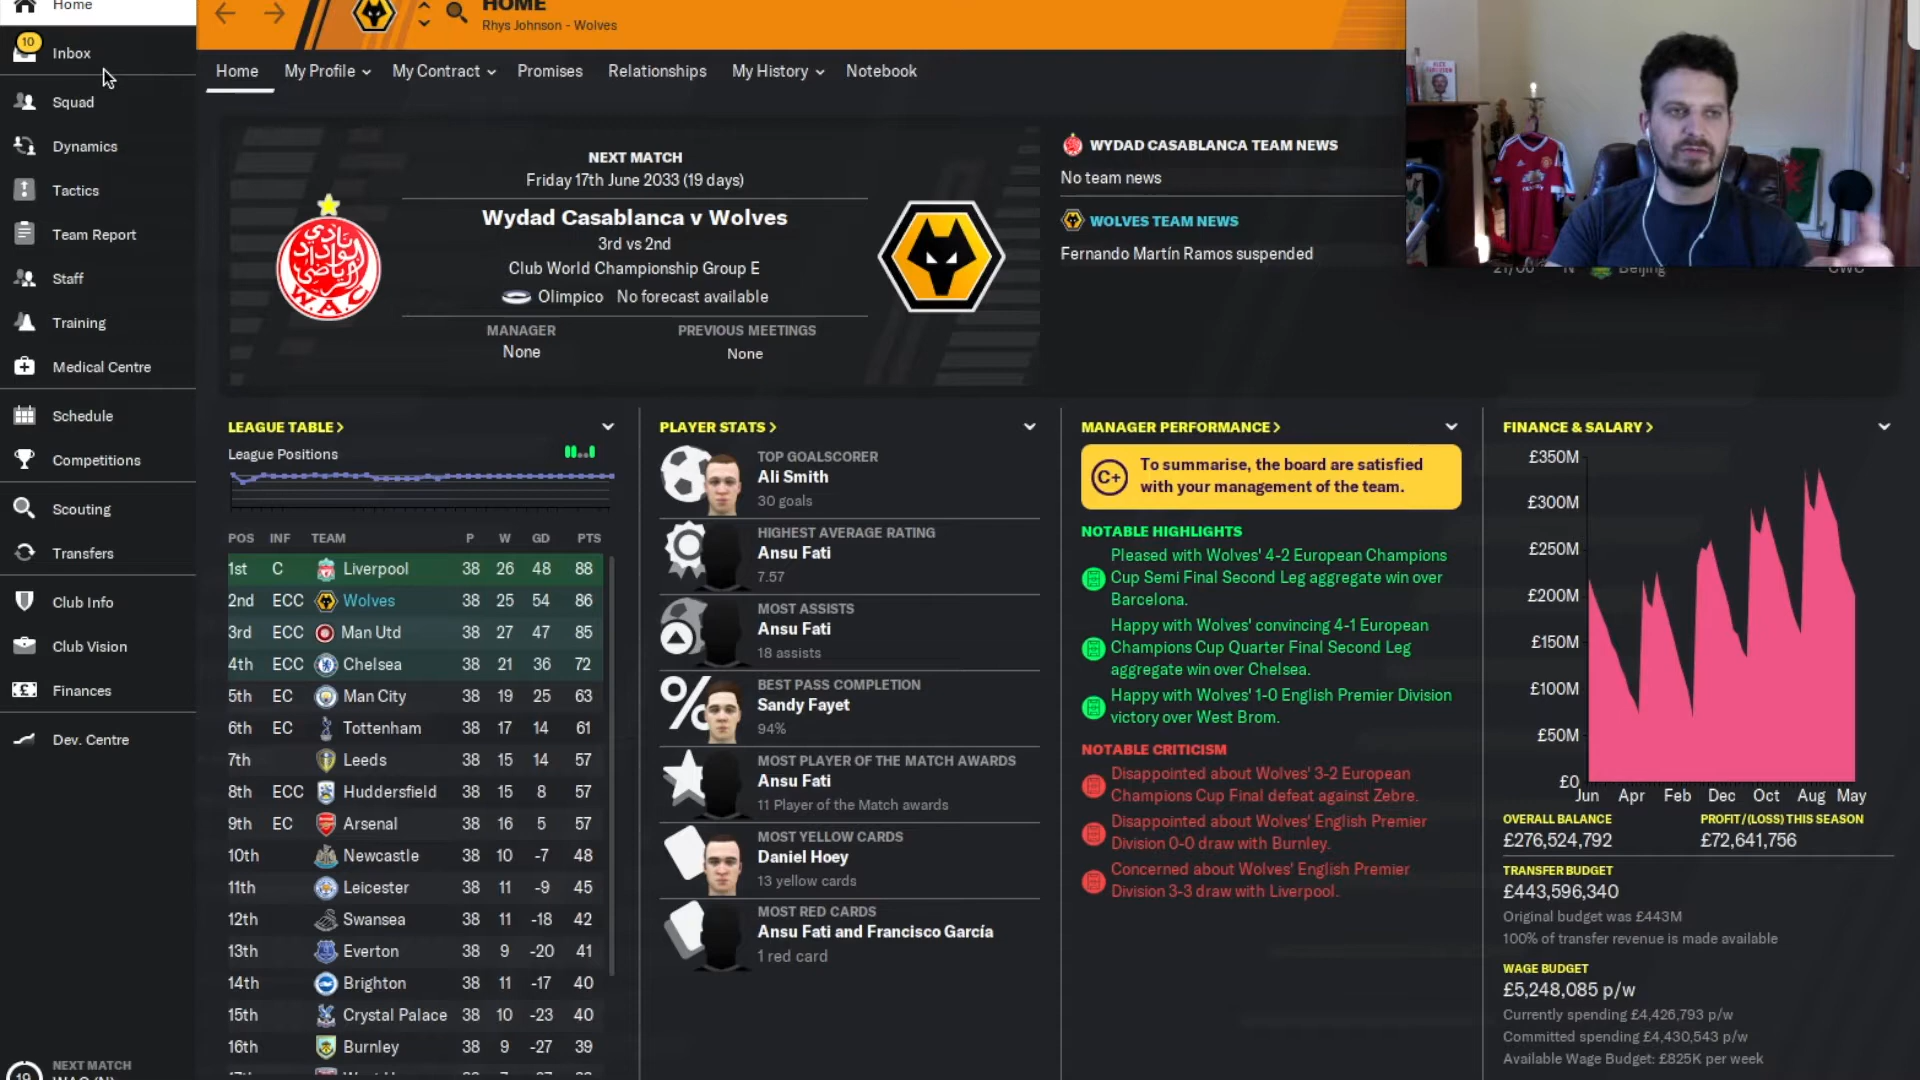 Home
10
Inbox
Squad
Dynamics
Tactics
Team Report
Staff
Training
Medical Centre
Schedule
Competitions
Scouting
Transfers
Club Info
Club Vision
Finances
Dev. Centre
NEXT MATCH
HOME
Rhys Johnson - Wolves
Home My Profile My Contract Promises Relationships My History Notebook
NEXT MATCH
Friday 17th June 2033 (19 days)
Wydad Casablanca v Wolves
3rd vs 2nd
Club World Championship Group E
Olimpico No forecast available
MANAGER PREVIOUS MEETINGS
None None
W.A.C
WYDAD CASABLANCA TEAM NEWS
No team news
WOLVES TEAM NEWS
Fernando Martín Ramos suspended
Beijing
LEAGUE TABLE >
League Positions
POS INF TEAM P W GD PTS
1st C Liverpool 38 26 48 88
2nd ECC Wolves 38 25 54 86
3rd ECC Man Utd 38 27 47 85
4th ECC Chelsea 38 21 36 72
5th EC Man City 38 19 25 63
6th EC Tottenham 38 17 14 61
7th Leeds 38 15 14 57
8th ECC Huddersfield 38 15 8 57
9th EC Arsenal 38 16 5 57
10th Newcastle 38 10 -7 48
11th Leicester 38 11 -9 45
12th Swansea 38 11 -18 42
13th Everton 38 9 -20 41
14th Brighton 38 11 -17 40
15th Crystal Palace 38 10 -23 40
16th Burnley 38 9 -27 39
PLAYER STATS >
TOP GOALSCORER
Ali Smith
30 goals
HIGHEST AVERAGE RATING
Ansu Fati
7.57
MOST ASSISTS
Ansu Fati
18 assists
BEST PASS COMPLETION
Sandy Fayet
94%
MOST PLAYER OF THE MATCH AWARDS
Ansu Fati
11 Player of the Match awards
MOST YELLOW CARDS
Daniel Hoey
13 yellow cards
MOST RED CARDS
Ansu Fati and Francisco García
1 red card
MANAGER PERFORMANCE >
C+
To summarise, the board are satisfied
with your management of the team.
NOTABLE HIGHLIGHTS
Pleased with Wolves' 4-2 European Champions
Cup Semi Final Second Leg aggregate win over
Barcelona.
Happy with Wolves' convincing 4-1 European
Champions Cup Quarter Final Second Leg
aggregate win over Chelsea.
Happy with Wolves' 1-0 English Premier Division
victory over West Brom.
NOTABLE CRITICISM
Disappointed about Wolves' 3-2 European
Champions Cup Final defeat against Zebre.
Disappointed about Wolves' English Premier
Division 0-0 draw with Burnley.
Concerned about Wolves' English Premier
Division 3-3 draw with Liverpool.
FINANCE & SALARY >
£350M
£300M
£250M
£200M
£150M
£100M
£50M
£0
Jun Apr Feb Dec Oct Aug May
OVERALL BALANCE PROFIT/(LOSS) THIS SEASON
£276,524,792 £72,641,756
TRANSFER BUDGET
£443,596,340
Original budget was £443M
100% of transfer revenue is made available
WAGE BUDGET
£5,248,085 p/w
Currently spending £4,426,793 p/w
Committed spending £4,430,543 p/w
Available Wage Budget: £825K per week